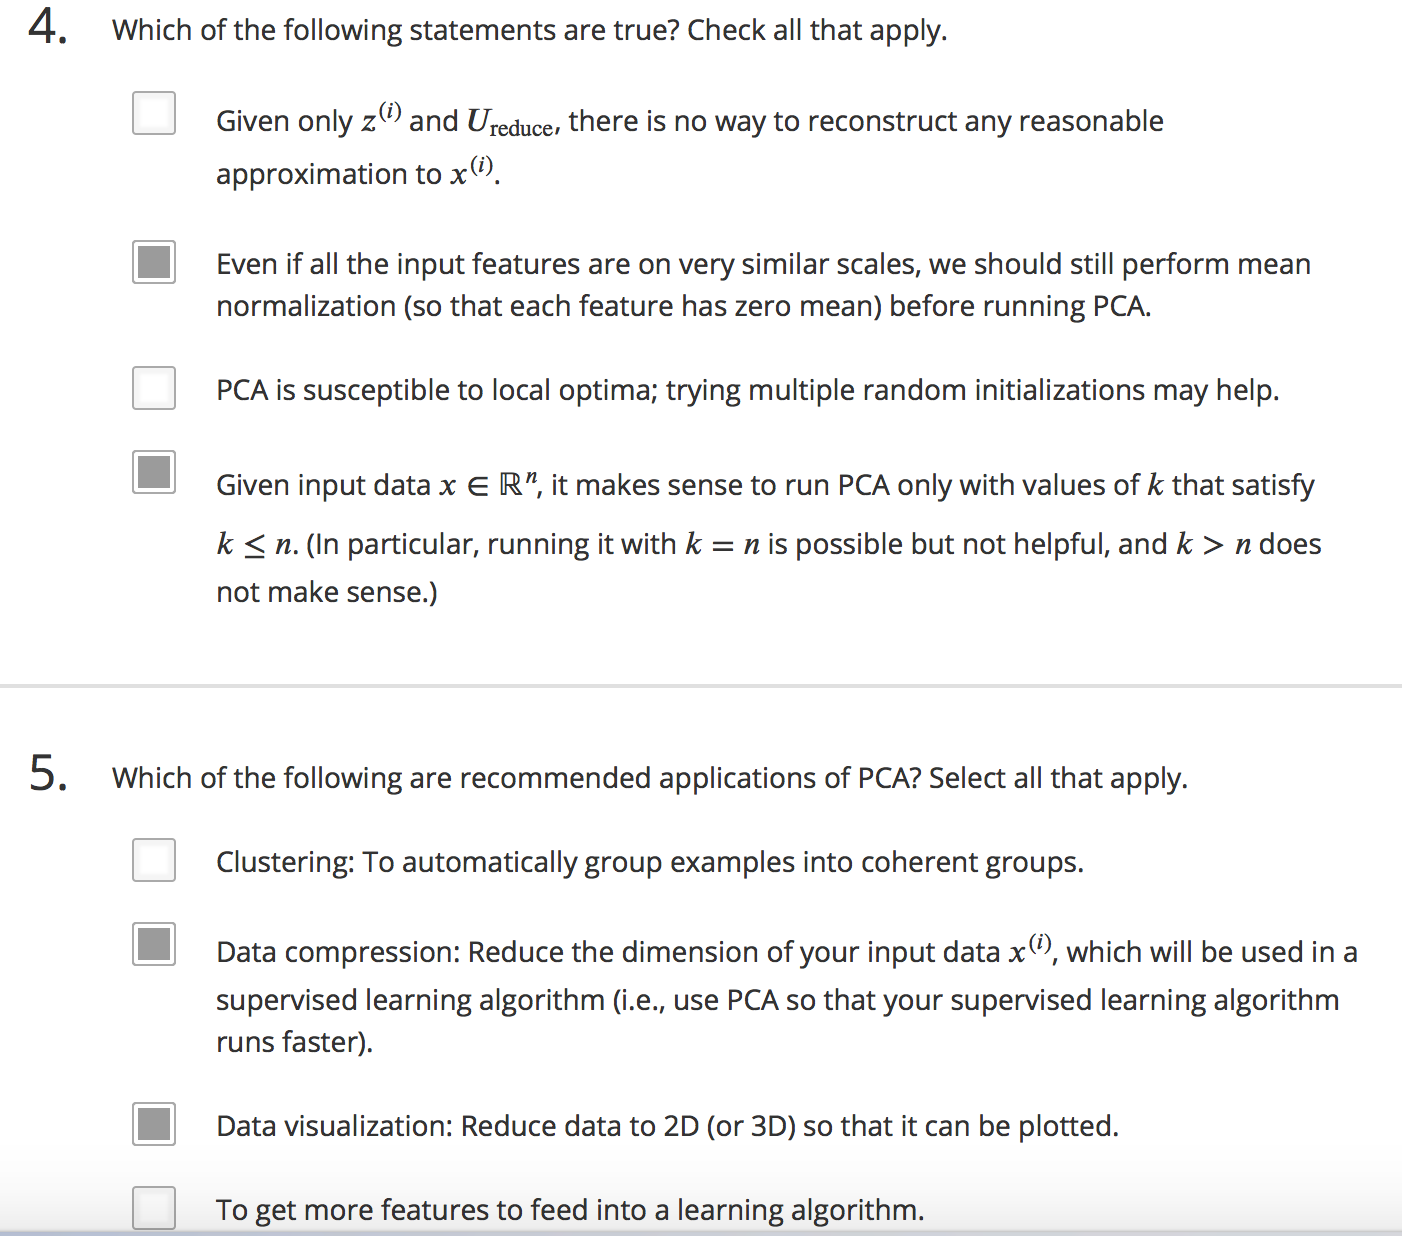 4. Which of the following statements are true? Check all that apply.
Given only z⁽ⁱ⁾ and U_reduce, there is no way to reconstruct any reasonable
approximation to x⁽ⁱ⁾.
Even if all the input features are on very similar scales, we should still perform mean
normalization (so that each feature has zero mean) before running PCA.
PCA is susceptible to local optima; trying multiple random initializations may help.
Given input data x ∈ ℝⁿ, it makes sense to run PCA only with values of k that satisfy
k ≤ n. (In particular, running it with k = n is possible but not helpful, and k > n does
not make sense.)
5. Which of the following are recommended applications of PCA? Select all that apply.
Clustering: To automatically group examples into coherent groups.
Data compression: Reduce the dimension of your input data x⁽ⁱ⁾, which will be used in a
supervised learning algorithm (i.e., use PCA so that your supervised learning algorithm
runs faster).
Data visualization: Reduce data to 2D (or 3D) so that it can be plotted.
To get more features to feed into a learning algorithm.